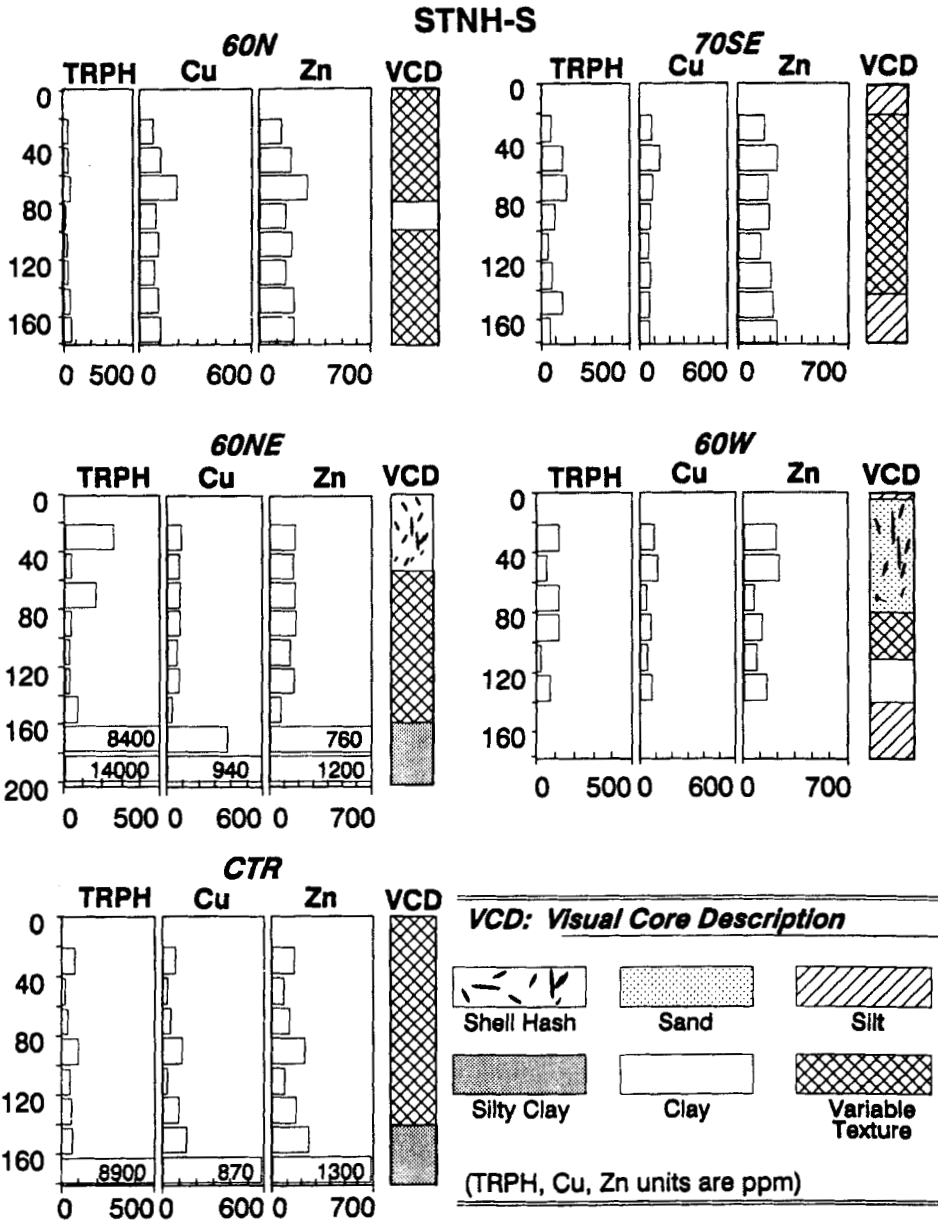 STNH-S
60N
TRPH Cu Zn VCD
0
40
80
120
160
0 500 0 600 0 700
70SE
TRPH Cu Zn VCD
0
40
80
120
160
0 500 0 600 0 700
60NE
TRPH Cu Zn VCD
0
40
80
120
160
200
8400 760
14000 940 1200
0 500 0 600 0 700
60W
TRPH Cu Zn VCD
0
40
80
120
160
0 500 0 600 0 700
CTR
TRPH Cu Zn VCD
0
40
80
120
160
8900 870 1300
0 500 0 600 0 700
VCD: Visual Core Description
Shell Hash Sand Silt
Silty Clay Clay Variable
Texture
(TRPH, Cu, Zn units are ppm)